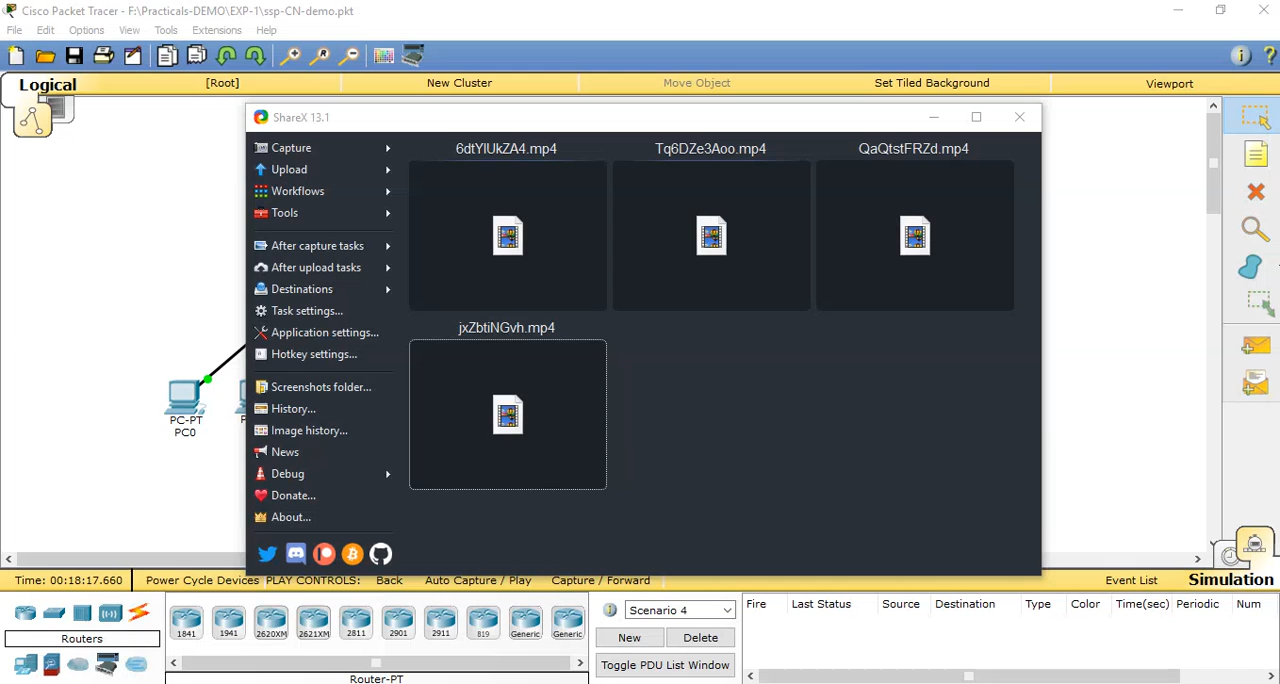 Cisco Packet Tracer - F:\Practicals-DEMO\EXP-1\ssp-CN-demo.pkt
File Edit Options View Tools Extensions Help
Logical [Root] New Cluster Move Object Set Tiled Background Viewport
ShareX 13.1
Capture
Upload
Workflows
Tools
After capture tasks
After upload tasks
Destinations
Task settings...
Application settings...
Hotkey settings...
Screenshots folder...
History...
Image history...
News
Debug
Donate...
About...
6dtYlUkZA4.mp4 Tq6DZe3Aoo.mp4 QaQtstFRZd.mp4
jxZbtiNGvh.mp4
PC-PT
PC0
Time: 00:18:17.660 Power Cycle Devices PLAY CONTROLS: Back Auto Capture / Play Capture / Forward Event List Simulation
Routers
1841 1941 2620XM 2621XM 2811 2901 2911 819 Generic Generic
Router-PT
Scenario 4
New Delete
Toggle PDU List Window
Fire Last Status Source Destination Type Color Time(sec) Periodic Num